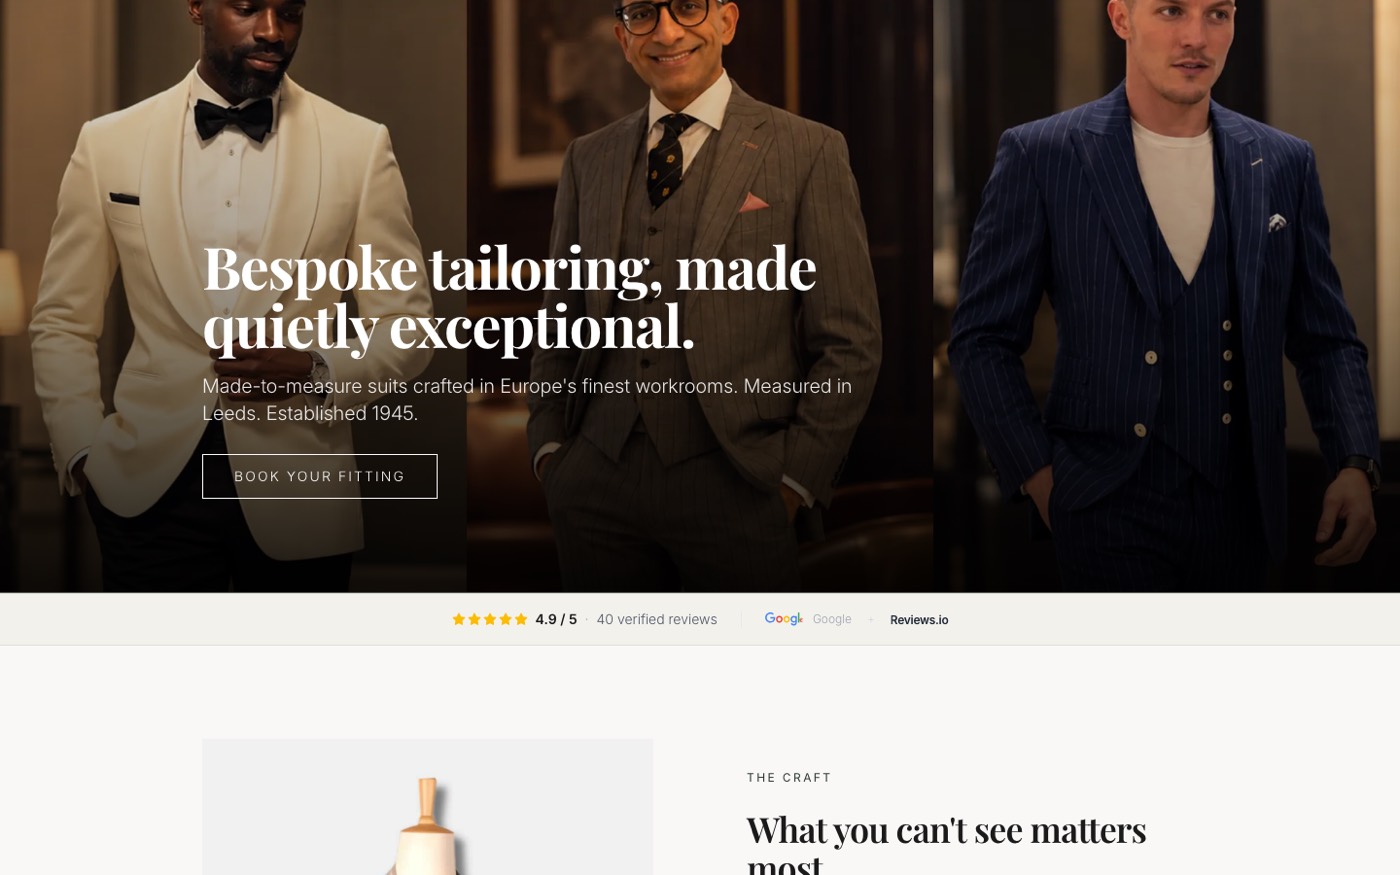 Bespoke tailoring, made
quietly exceptional.
Made-to-measure suits crafted in Europe's finest workrooms. Measured in
Leeds. Established 1945.
BOOK YOUR FITTING
4.9 / 5 · 40 verified reviews
Google Google + Reviews.io
THE CRAFT
What you can't see matters
most